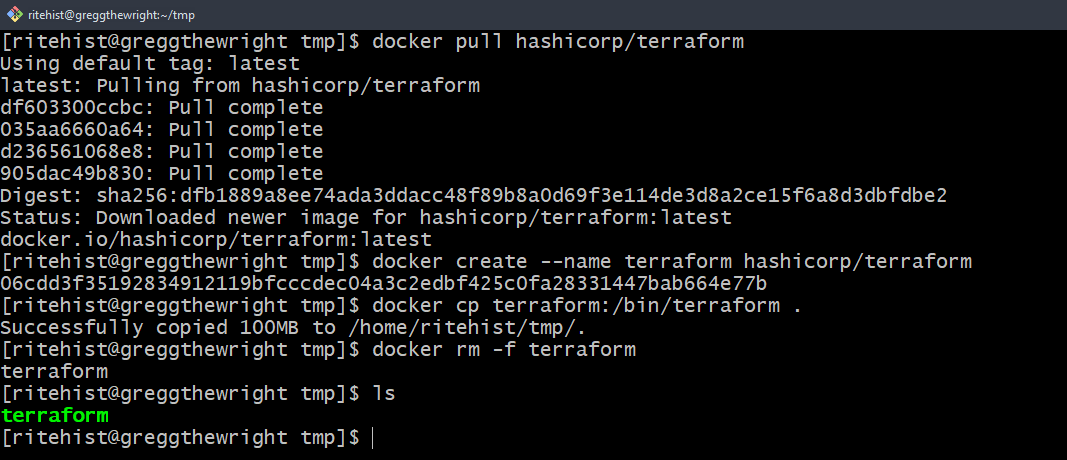 ritehist@greggthewright:~/tmp
[ritehist@greggthewright tmp]$ docker pull hashicorp/terraform
Using default tag: latest
latest: Pulling from hashicorp/terraform
df603300ccbc: Pull complete
035aa6660a64: Pull complete
d236561068e8: Pull complete
905dac49b830: Pull complete
Digest: sha256:dfb1889a8ee74ada3ddacc48f89b8a0d69f3e114de3d8a2ce15f6a8d3dbfdbe2
Status: Downloaded newer image for hashicorp/terraform:latest
docker.io/hashicorp/terraform:latest
[ritehist@greggthewright tmp]$ docker create --name terraform hashicorp/terraform
06cdd3f35192834912119bfcccdec04a3c2edbf425c0fa28331447bab664e77b
[ritehist@greggthewright tmp]$ docker cp terraform:/bin/terraform .
Successfully copied 100MB to /home/ritehist/tmp/.
[ritehist@greggthewright tmp]$ docker rm -f terraform
terraform
[ritehist@greggthewright tmp]$ ls
terraform
[ritehist@greggthewright tmp]$